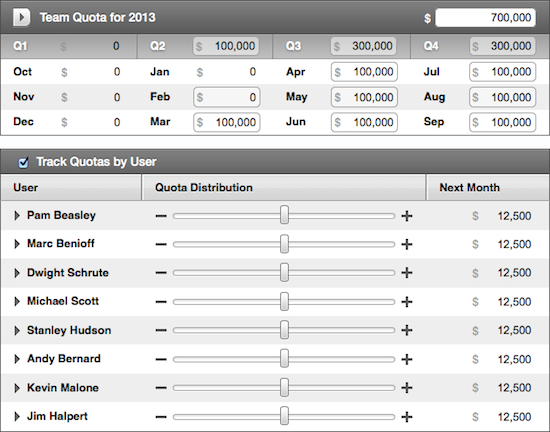 Team Quota for 2013 $ 700,000
Q1 $ 0 Q2 $ 100,000 Q3 $ 300,000 Q4 $ 300,000
Oct $ 0 Jan $ 0 Apr $ 100,000 Jul $ 100,000
Nov $ 0 Feb $ 0 May $ 100,000 Aug $ 100,000
Dec $ 0 Mar $ 100,000 Jun $ 100,000 Sep $ 100,000
Track Quotas by User
User Quota Distribution Next Month
Pam Beasley $ 12,500
Marc Benioff $ 12,500
Dwight Schrute $ 12,500
Michael Scott $ 12,500
Stanley Hudson $ 12,500
Andy Bernard $ 12,500
Kevin Malone $ 12,500
Jim Halpert $ 12,500